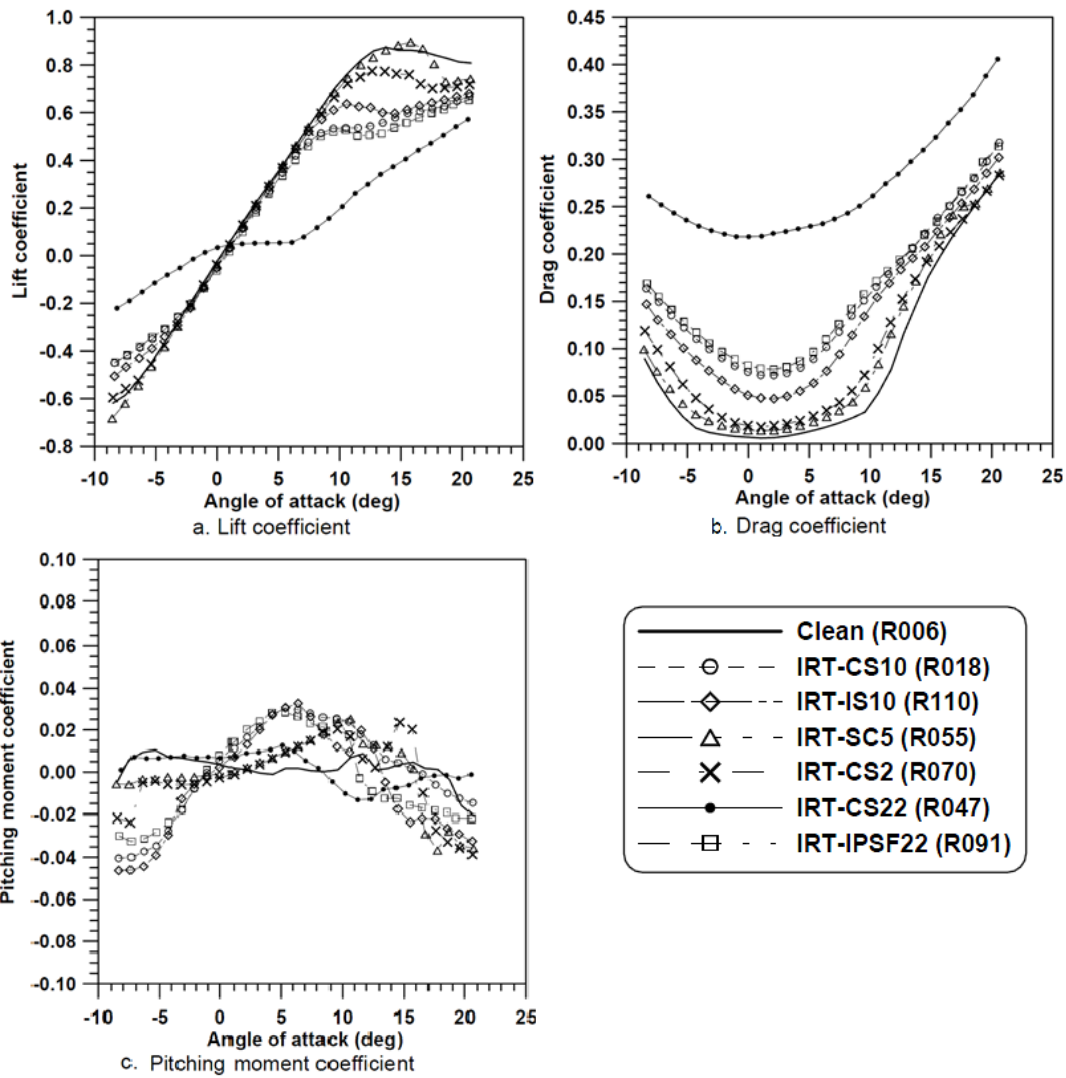 1.0
0.8
0.6
0.4
0.2
0.0
-0.2
-0.4
-0.6
-0.8
Lift coefficient
-10 -5 0 5 10 15 20 25
Angle of attack (deg)
a. Lift coefficient
0.45
0.40
0.35
0.30
0.25
0.20
0.15
0.10
0.05
0.00
Drag coefficient
-10 -5 0 5 10 15 20 25
Angle of attack (deg)
b. Drag coefficient
0.10
0.08
0.06
0.04
0.02
0.00
-0.02
-0.04
-0.06
-0.08
-0.10
Pitching moment coefficient
-10 -5 0 5 10 15 20 25
Angle of attack (deg)
c. Pitching moment coefficient
Clean (R006)
IRT-CS10 (R018)
IRT-IS10 (R110)
IRT-SC5 (R055)
IRT-CS2 (R070)
IRT-CS22 (R047)
IRT-IPSF22 (R091)